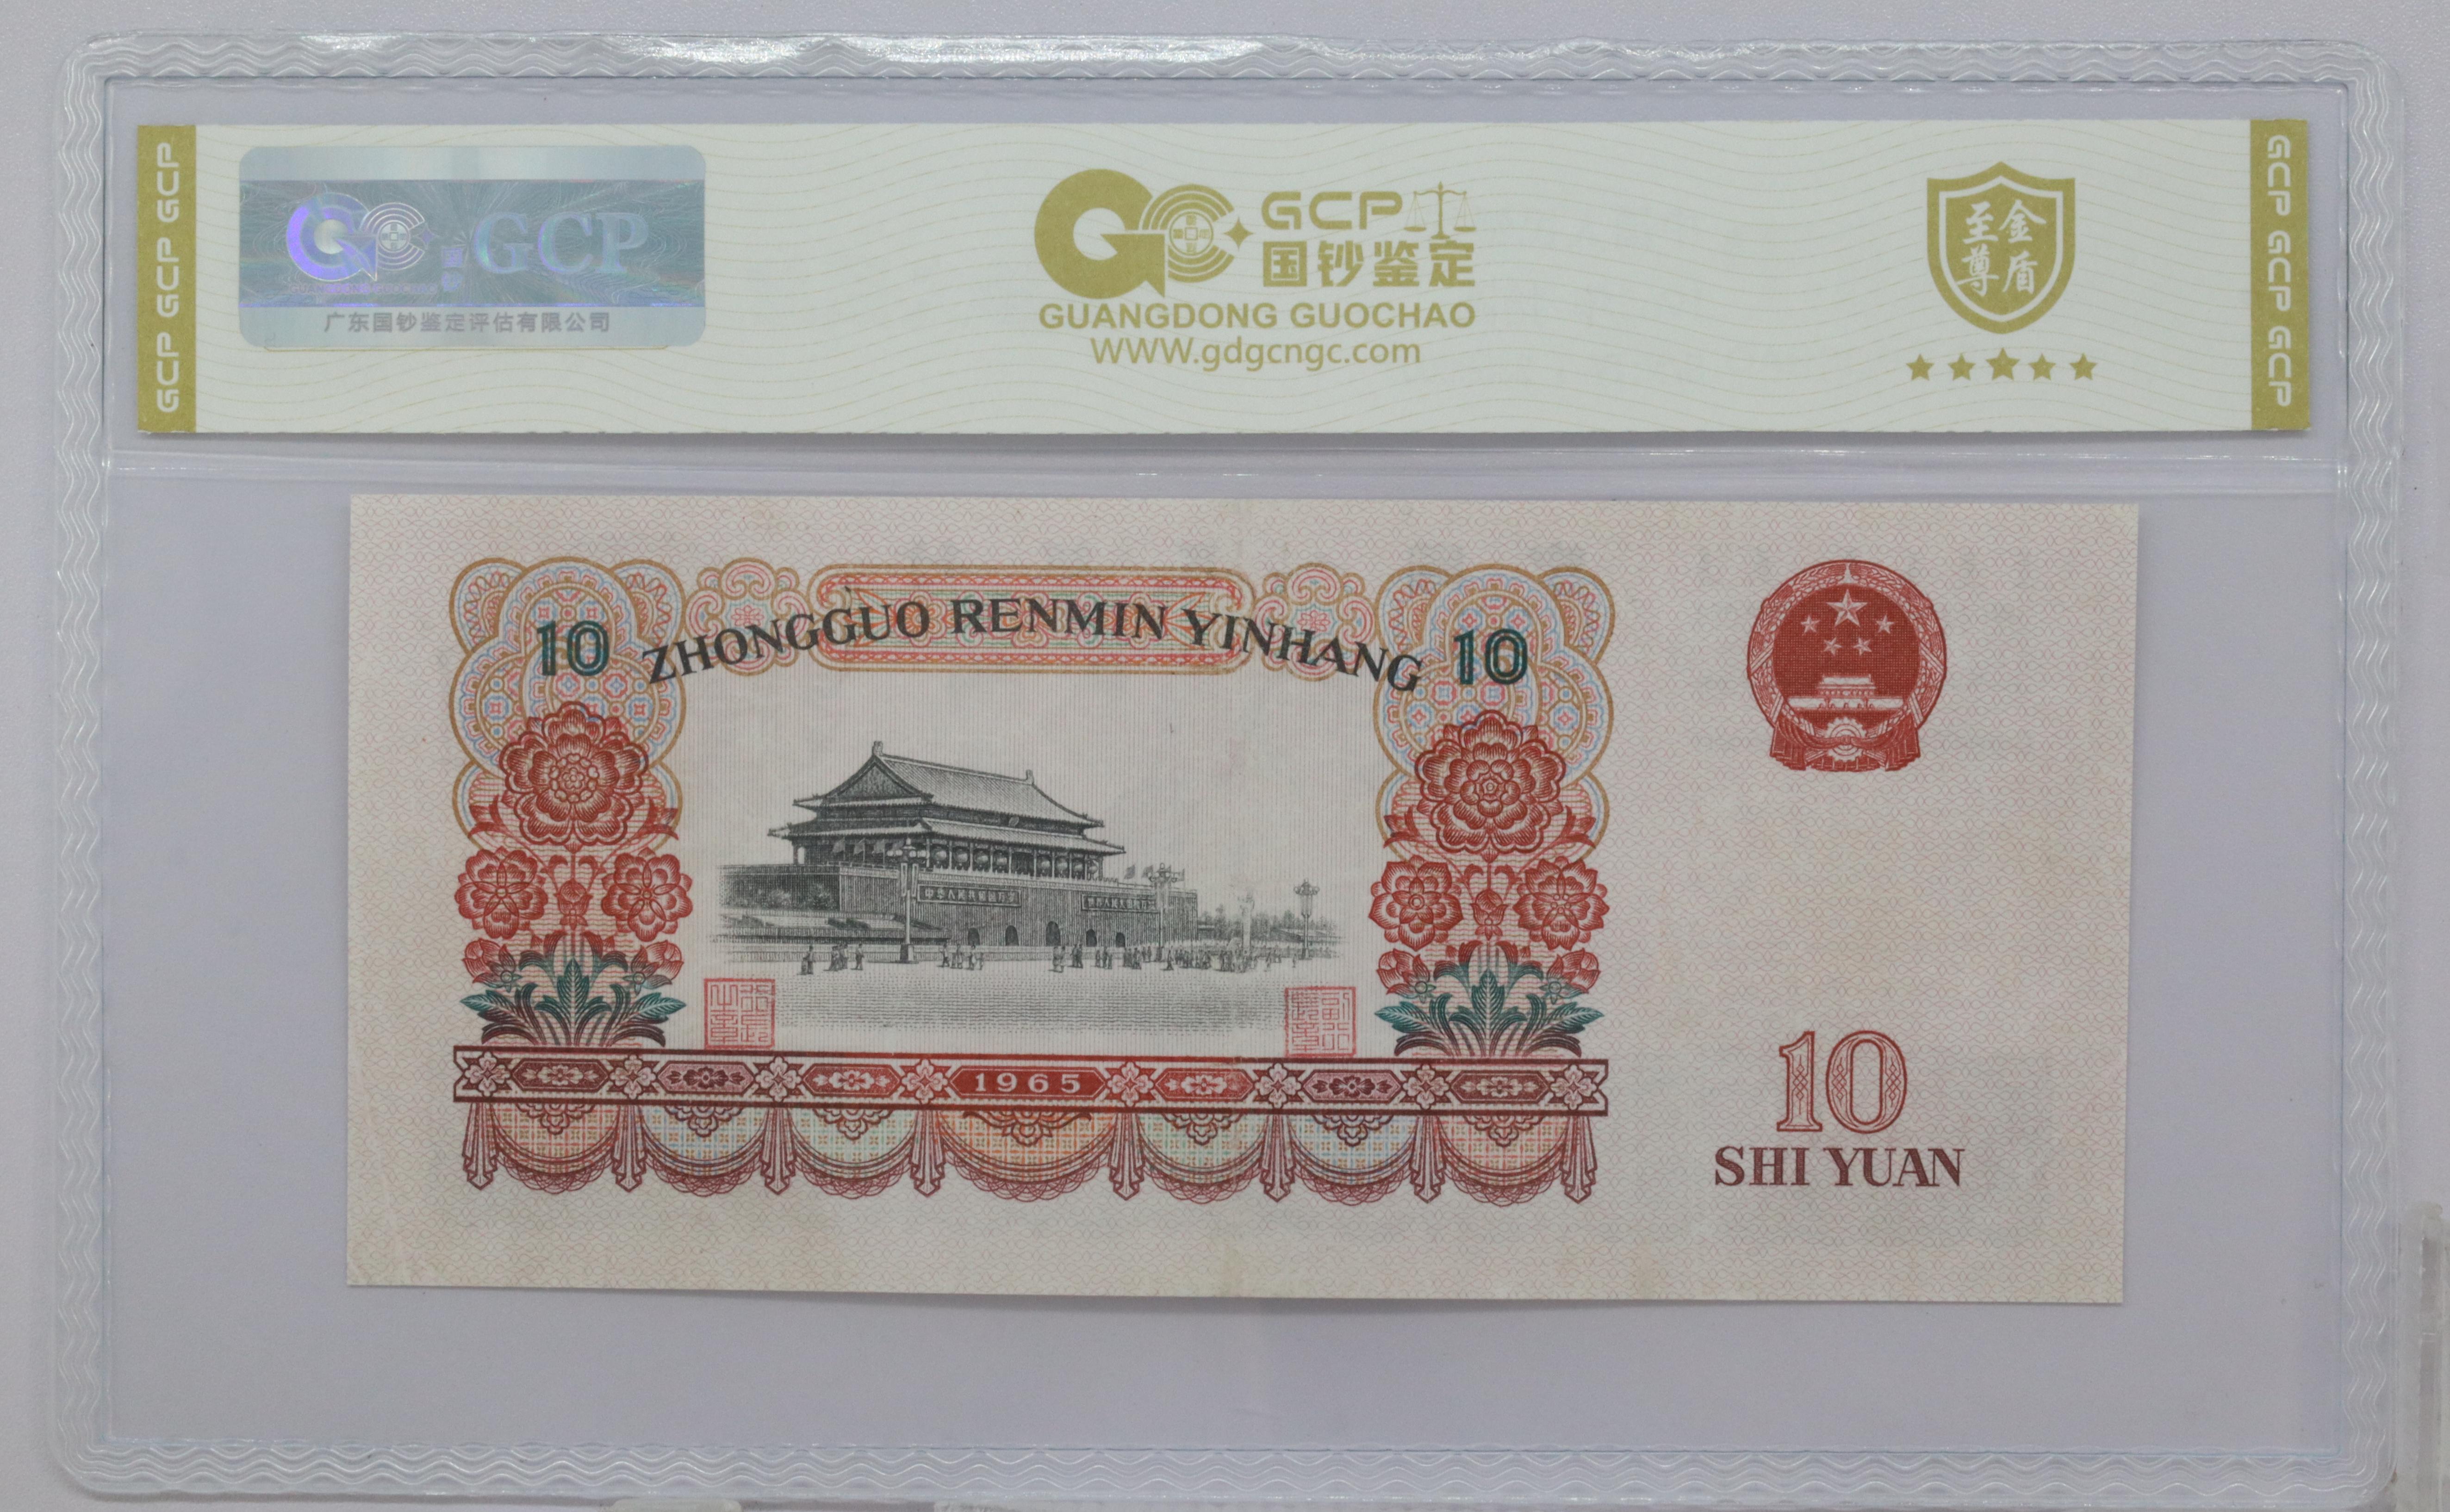 GCP GCP GCP
GCP
广东国钞鉴定评估有限公司
GCP
国钞鉴定
GUANGDONG GUOCHAO
WWW.gdgcngc.com
至尊
金盾
GCP GCP GCP
10 ZHONGGUO RENMIN YINHANG 10
1965
10
SHI YUAN